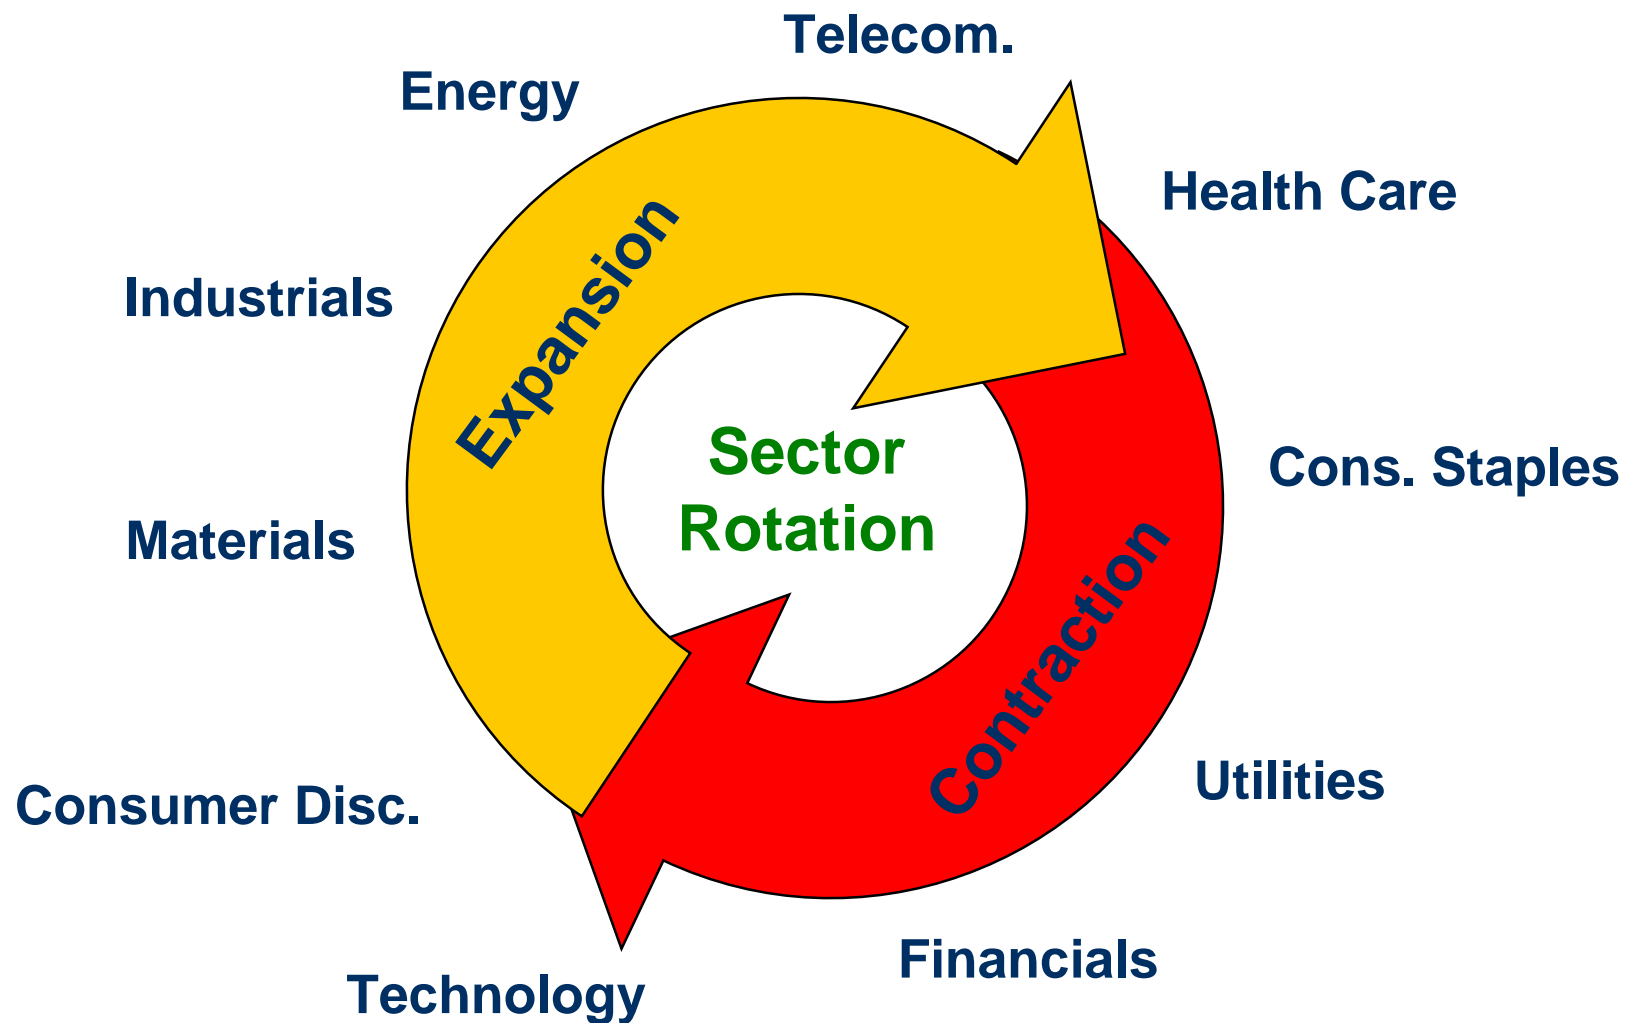 Telecom.
Energy
Health Care
Industrials
Expansion
Sector
Rotation
Cons. Staples
Materials
Contraction
Utilities
Consumer Disc.
Financials
Technology